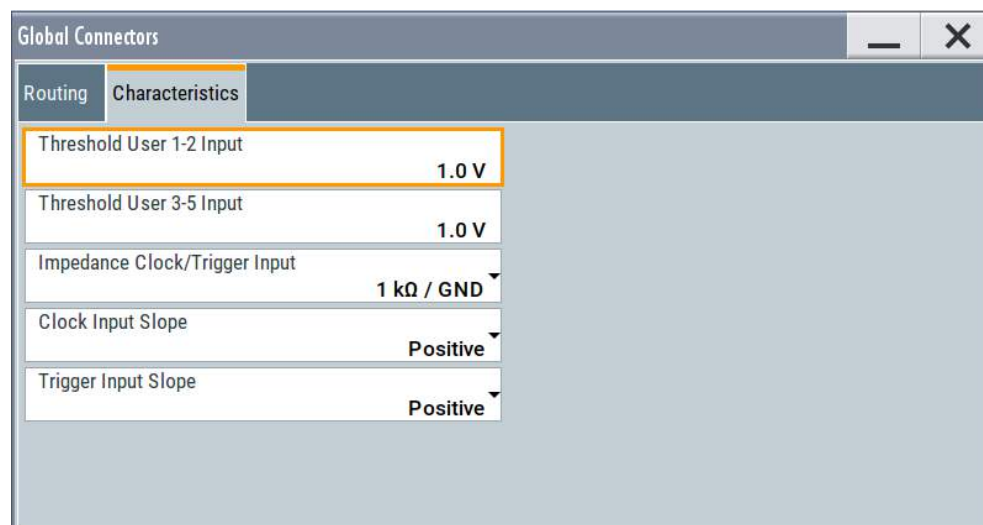 Global Connectors
Routing Characteristics
Threshold User 1-2 Input
1.0 V
Threshold User 3-5 Input
1.0 V
Impedance Clock/Trigger Input
1 kΩ / GND
Clock Input Slope
Positive
Trigger Input Slope
Positive